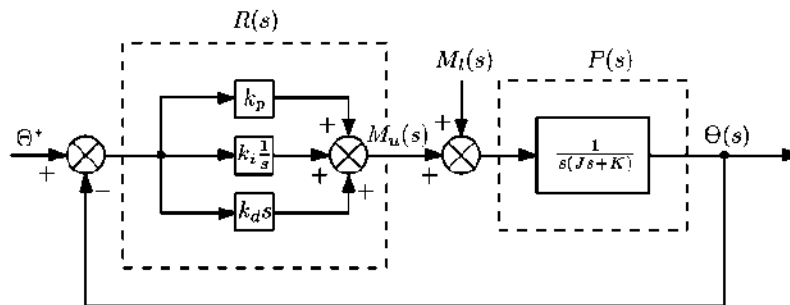 R(s)
M_l(s)
P(s)
k_p
Θ*
+
−
k_i 1/s
k_d s
+
+
+
M_u(s)
+
+
1/(s(Js+K))
Θ(s)